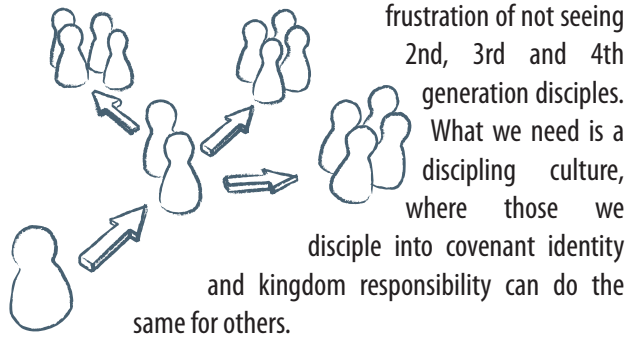 frustration of not seeing
2nd, 3rd and 4th
generation disciples.
What we need is a
discipling culture,
where those we
disciple into covenant identity
and kingdom responsibility can do the
same for others.